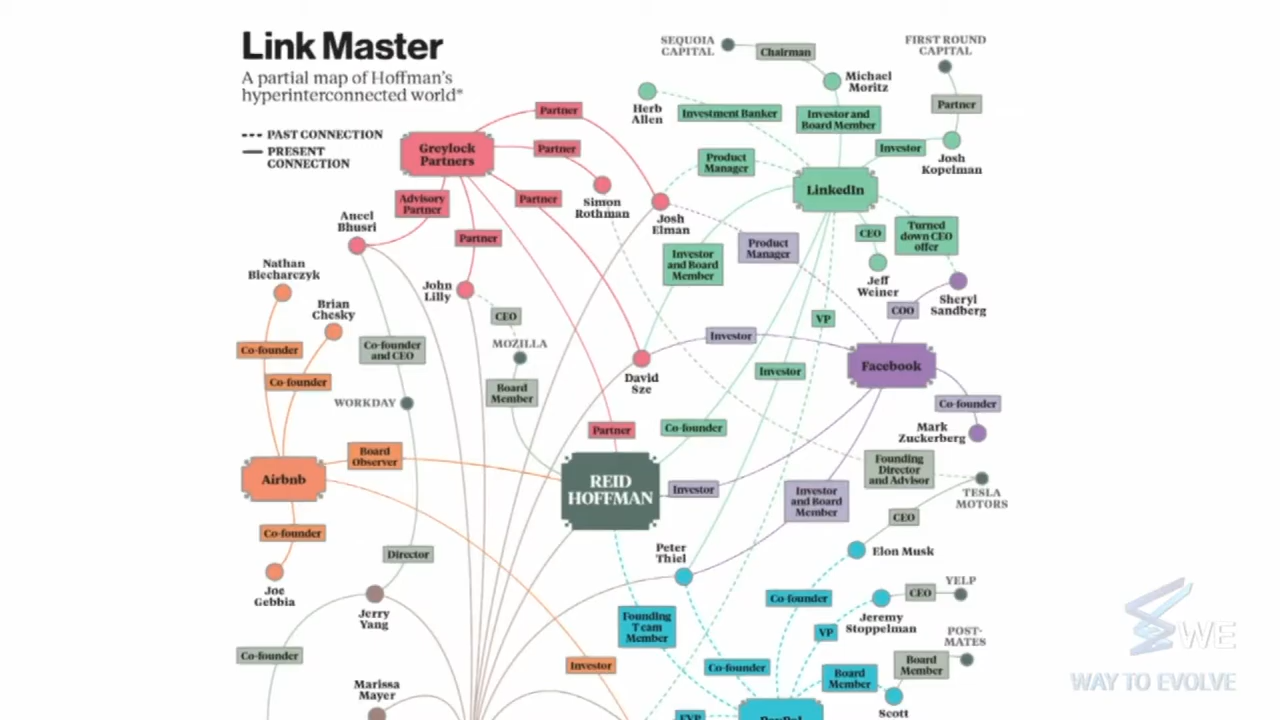 Link Master
A partial map of Hoffman's
hyperinterconnected world*
PAST CONNECTION
PRESENT
CONNECTION
SEQUOIA
CAPITAL
Chairman
Michael
Moritz
FIRST ROUND
CAPITAL
Partner
Josh
Kopelman
Herb
Allen
Investment Banker
Investor and
Board Member
Investor
Partner
Greylock
Partners
Partner
Product
Manager
LinkedIn
Advisory
Partner
Partner
Simon
Rothman
Josh
Elman
Aneel
Bhusri
Partner
Product
Manager
CEO
Turned
down CEO
offer
Investor
and Board
Member
Jeff
Weiner
Sheryl
Sandberg
Nathan
Blecharczyk
John
Lilly
COO
Brian
Chesky
CEO
VP
MOZILLA
Investor
Co-founder
Co-founder
and CEO
Facebook
Investor
David
Sze
Co-founder
Board
Member
WORKDAY
Co-founder
Mark
Zuckerberg
Partner
Co-founder
Board
Observer
Founding
Director
and Advisor
Airbnb
REID
HOFFMAN
Investor
Investor
and Board
Member
TESLA
MOTORS
CEO
Co-founder
Director
Peter
Thiel
Elon Musk
Joe
Gebbia
Jerry
Yang
Co-founder
CEO
YELP
Founding
Team
Member
Jeremy
Stoppelman
VP
POST-
MATES
Co-founder
Investor
Co-founder
Board
Member
Board
Member
Marissa
Mayer
Scott
EVP
PayPal
WE
WAY TO EVOLVE